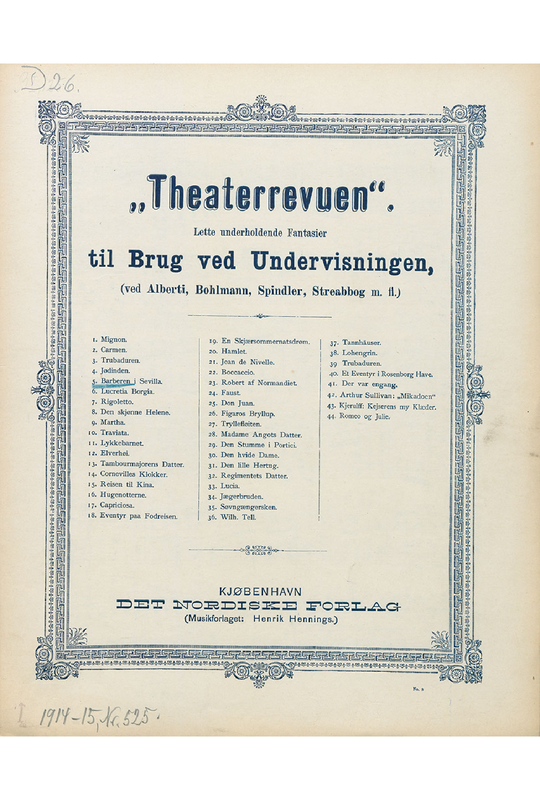 D 26.
„Theaterrevuen“.
Lette underholdende Fantasier
til Brug ved Undervisningen,
(ved Alberti, Bohlmann, Spindler, Streabbog m. fl.)
1. Mignon.
2. Carmen.
3. Trubaduren.
4. Jødinden.
5. Barberen i Sevilla.
6. Lucretia Borgia.
7. Rigoletto.
8. Den skjønne Helene.
9. Martha.
10. Traviata.
11. Lykkebarnet.
12. Elverhøi.
13. Tambourmajorens Datter.
14. Cornevilles Klokker.
15. Reisen til Kina.
16. Hugenotterne.
17. Capriciosa.
18. Eventyr paa Fodreisen.
19. En Skjærsommernatsdrøm.
20. Hamlet.
21. Jean de Nivelle.
22. Boccaccio.
23. Robert af Normandiet.
24. Faust.
25. Don Juan.
26. Figaros Bryllup.
27. Tryllefløiten.
28. Madame Angots Datter.
29. Den Stumme i Portici.
30. Den hvide Dame.
31. Den lille Hertug.
32. Regimentets Datter.
33. Lucia.
34. Jægerbruden.
35. Søvngængersken.
36. Wilh. Tell.
37. Tannhäuser.
38. Lohengrin.
39. Trubaduren.
40. Et Eventyr i Rosenborg Have.
41. Der var engang.
42. Arthur Sullivan: „Mikadoen“
43. Kjerulff: Kejserens my Klæder.
44. Romeo og Julie.
KJØBENHAVN
DET NORDISKE FORLAG
(Musikforlaget: Henrik Hennings.)
1914-15, Nr. 525.